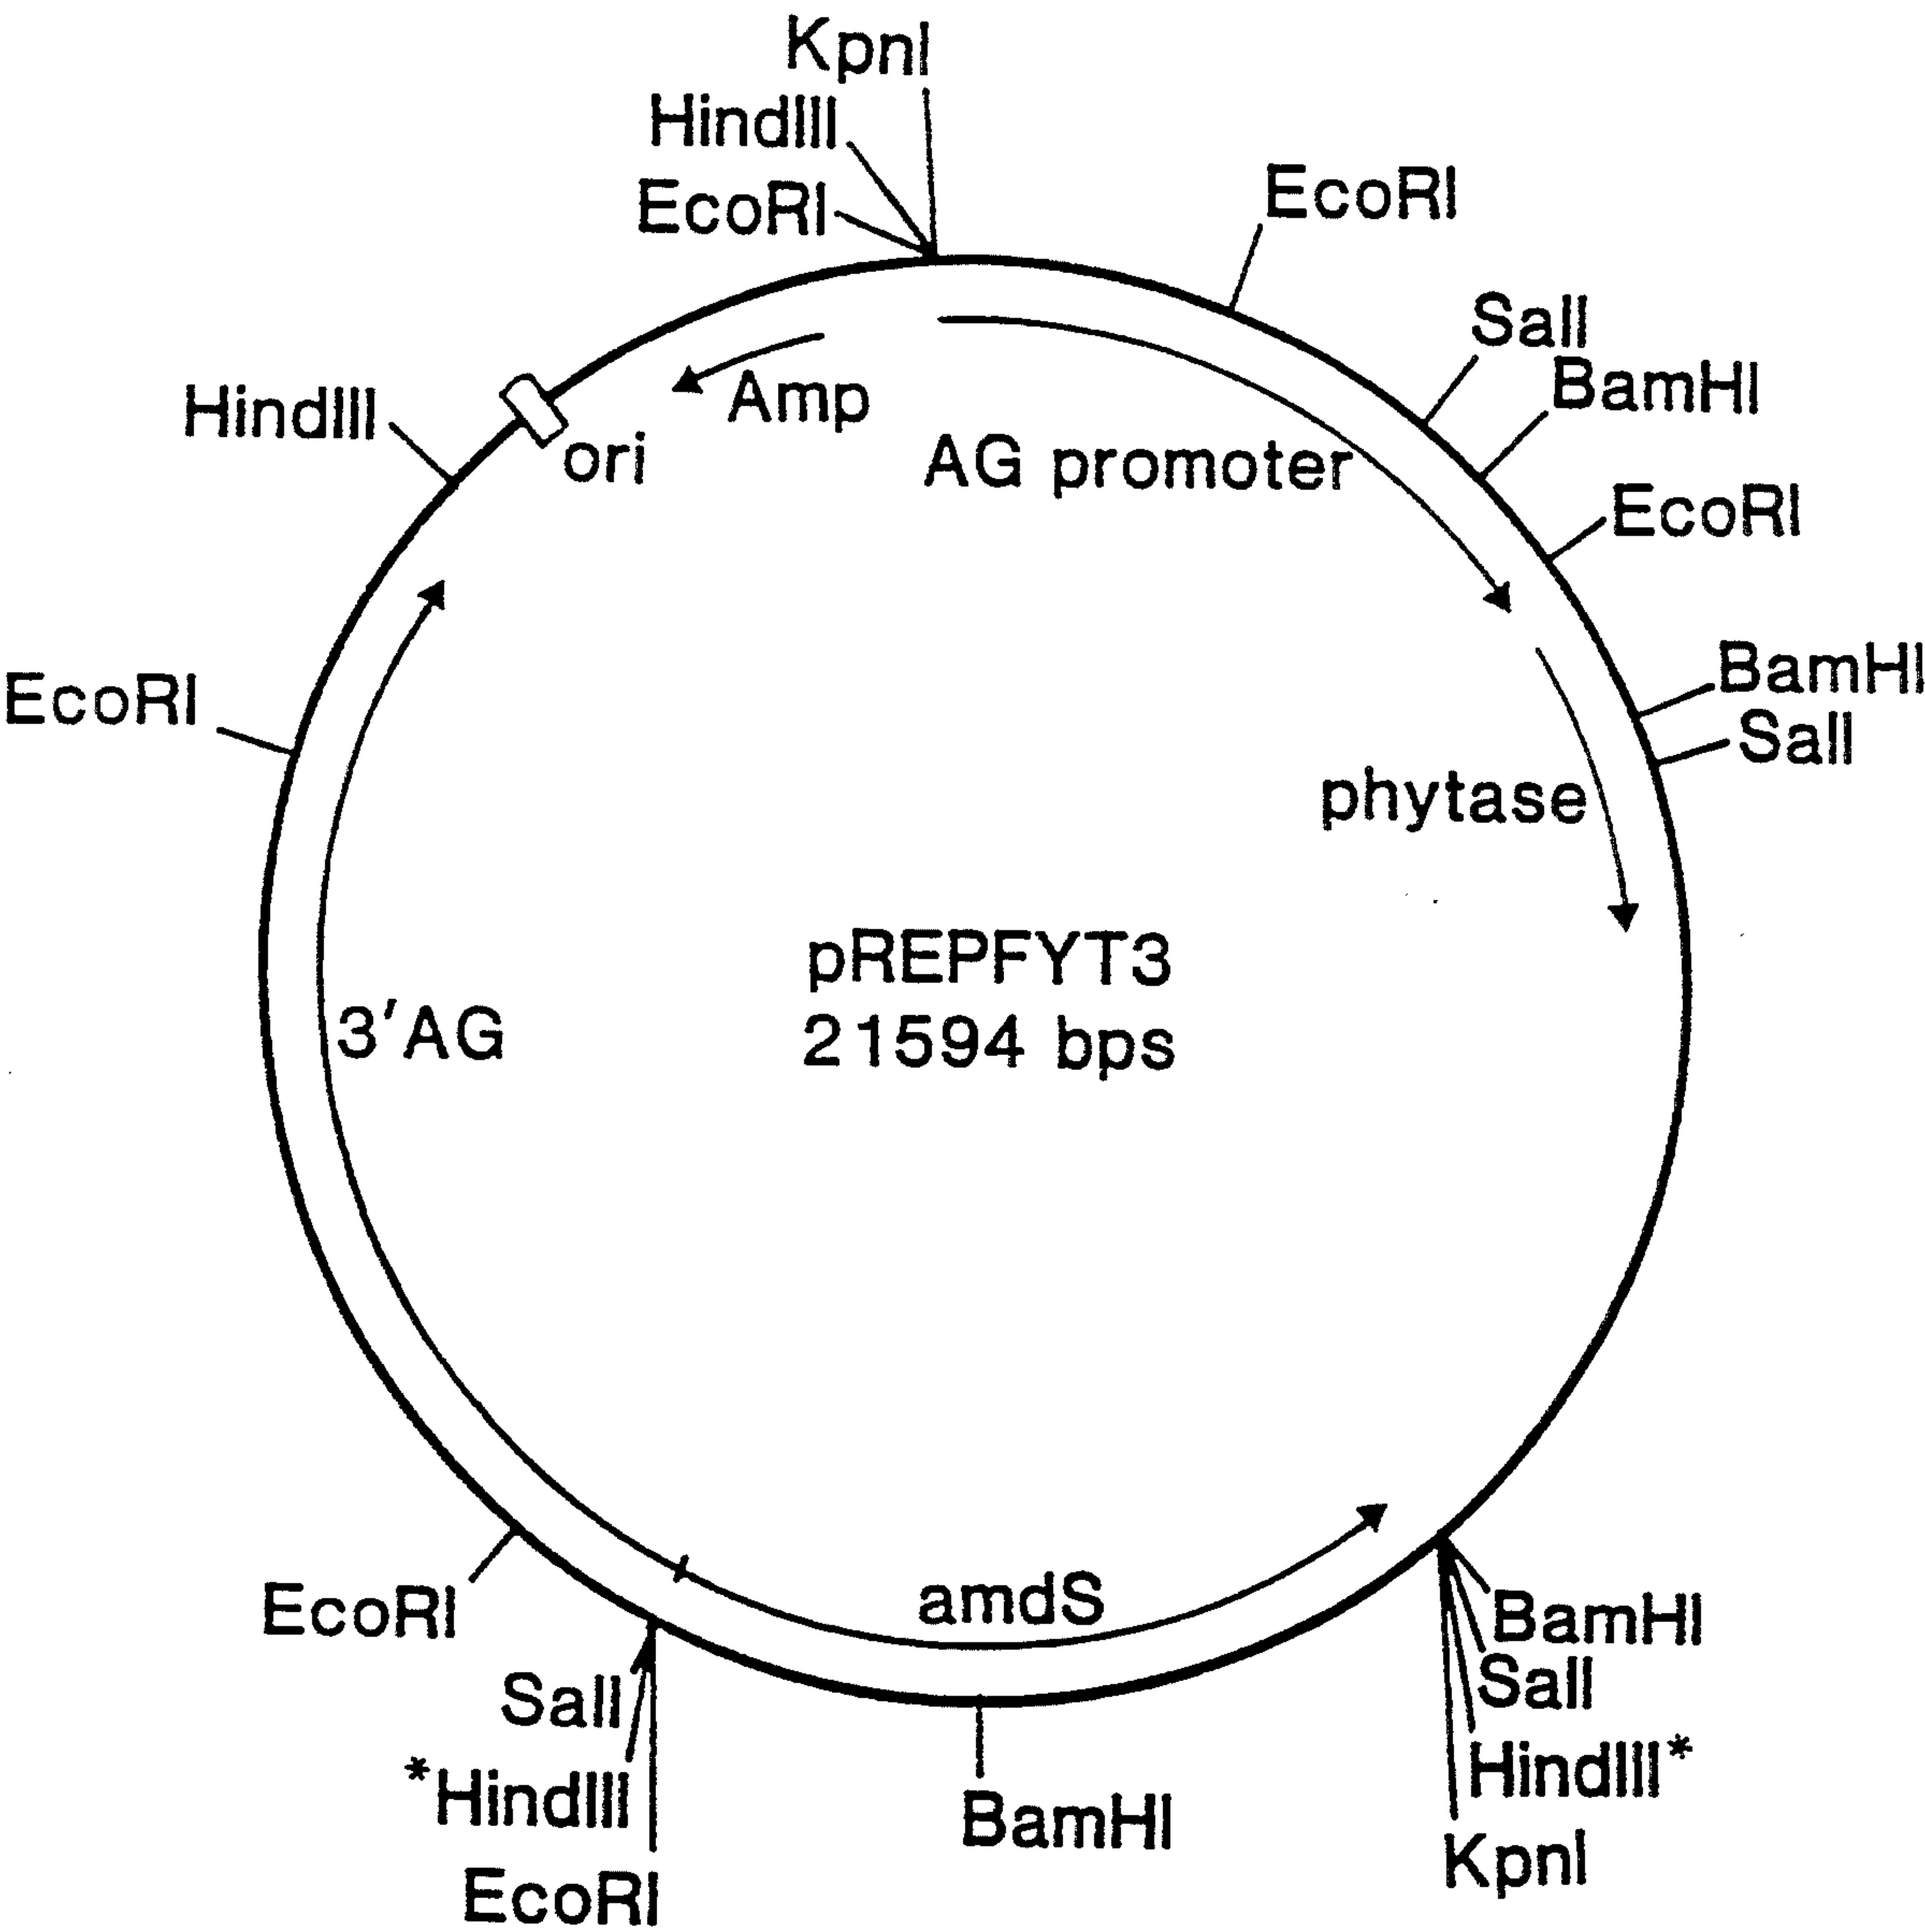 KpnI
HindIII
EcoRI
EcoRI
SalI
BamHI
HindIII
Amp
ori
AG promoter
EcoRI
BamHI
EcoRI
SalI
phytase
pREPFYT3
21594 bps
3'AG
EcoRI
amdS
BamHI
SalI
SalI
HindIII*
*HindIII
BamHI
KpnI
EcoRI